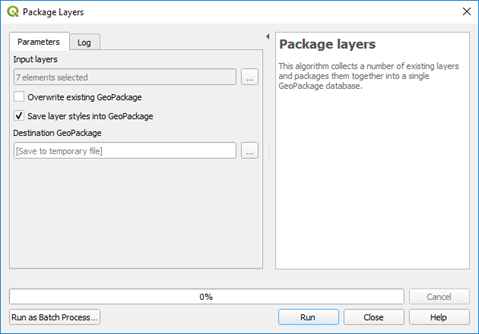 Package Layers
Parameters
Log
Input layers
7 elements selected
...
Overwrite existing GeoPackage
Save layer styles into GeoPackage
Destination GeoPackage
[Save to temporary file]
...
Package layers
This algorithm collects a number of existing layers
and packages them together into a single
GeoPackage database.
0%
Cancel
Run as Batch Process...
Run
Close
Help